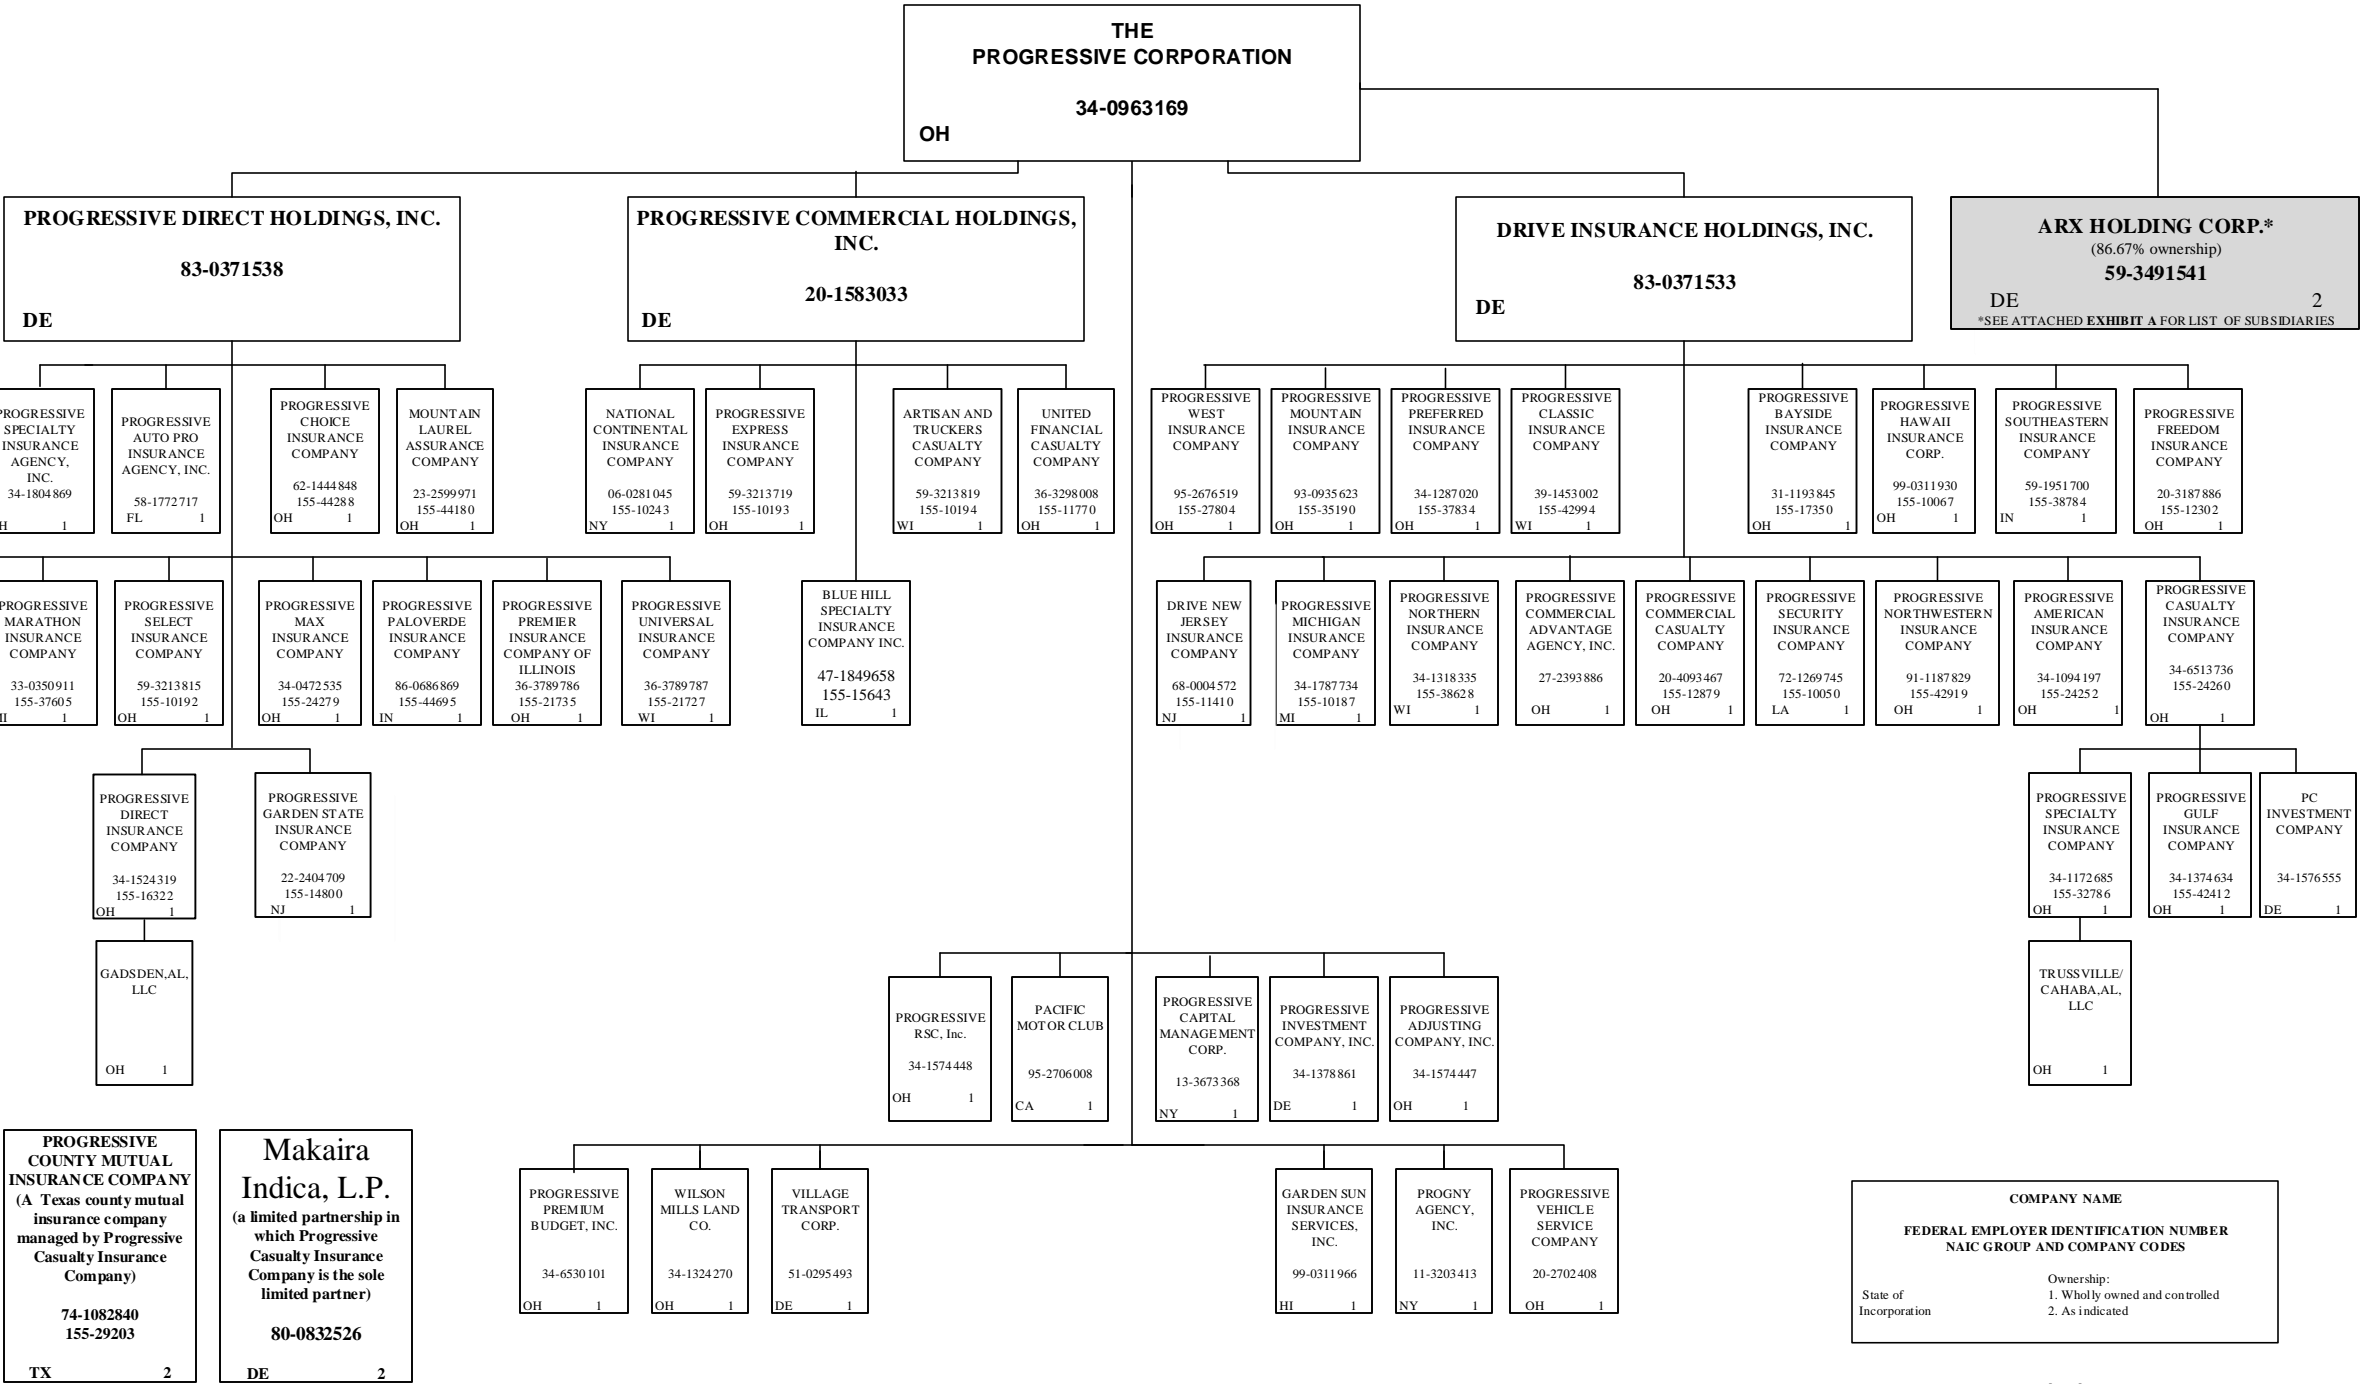 THE
PROGRESSIVE CORPORATION
34-0963169
OH
PROGRESSIVE DIRECT HOLDINGS, INC.
83-0371538
DE
PROGRESSIVE COMMERCIAL HOLDINGS,
INC.
20-1583033
DE
DRIVE INSURANCE HOLDINGS, INC.
83-0371533
DE
ARX HOLDING CORP.*
(86.67% ownership)
59-3491541
DE 2
*SEE ATTACHED EXHIBIT A FOR LIST OF SUBSIDIARIES
PROGRESSIVE
SPECIALTY
INSURANCE
AGENCY,
INC.
34-1804869
H 1
PROGRESSIVE
AUTO PRO
INSURANCE
AGENCY, INC.
58-1772717
FL 1
PROGRESSIVE
CHOICE
INSURANCE
COMPANY
62-1444848
155-44288
OH 1
MOUNTAIN
LAUREL
ASSURANCE
COMPANY
23-2599971
155-44180
OH 1
NATIONAL
CONTINENTAL
INSURANCE
COMPANY
06-0281045
155-10243
NY 1
PROGRESSIVE
EXPRESS
INSURANCE
COMPANY
59-3213719
155-10193
OH 1
ARTISAN AND
TRUCKERS
CASUALTY
COMPANY
59-3213819
155-10194
WI 1
UNITED
FINANCIAL
CASUALTY
COMPANY
36-3298008
155-11770
OH 1
PROGRESSIVE
WEST
INSURANCE
COMPANY
95-2676519
155-27804
OH 1
PROGRESSIVE
MOUNTAIN
INSURANCE
COMPANY
93-0935623
155-35190
OH 1
PROGRESSIVE
PREFERRED
INSURANCE
COMPANY
34-1287020
155-37834
OH 1
PROGRESSIVE
CLASSIC
INSURANCE
COMPANY
39-1453002
155-42994
WI 1
PROGRESSIVE
BAYSIDE
INSURANCE
COMPANY
31-1193845
155-17350
OH 1
PROGRESSIVE
HAWAII
INSURANCE
CORP.
99-0311930
155-10067
OH 1
PROGRESSIVE
SOUTHEASTERN
INSURANCE
COMPANY
59-1951700
155-38784
IN 1
PROGRESSIVE
FREEDOM
INSURANCE
COMPANY
20-3187886
155-12302
OH 1
PROGRESSIVE
MARATHON
INSURANCE
COMPANY
33-0350911
155-37605
MI 1
PROGRESSIVE
SELECT
INSURANCE
COMPANY
59-3213815
155-10192
OH 1
PROGRESSIVE
MAX
INSURANCE
COMPANY
34-0472535
155-24279
OH 1
PROGRESSIVE
PALOVERDE
INSURANCE
COMPANY
86-0686869
155-44695
IN 1
PROGRESSIVE
PREMIER
INSURANCE
COMPANY OF
ILLINOIS
36-3789786
155-21735
OH 1
PROGRESSIVE
UNIVERSAL
INSURANCE
COMPANY
36-3789787
155-21727
WI 1
BLUE HILL
SPECIALTY
INSURANCE
COMPANY INC.
47-1849658
155-15643
IL 1
DRIVE NEW
JERSEY
INSURANCE
COMPANY
68-0004572
155-11410
NJ 1
PROGRESSIVE
MICHIGAN
INSURANCE
COMPANY
34-1787734
155-10187
MI 1
PROGRESSIVE
NORTHERN
INSURANCE
COMPANY
34-1318335
155-38628
WI 1
PROGRESSIVE
COMMERCIAL
ADVANTAGE
AGENCY, INC.
27-2393886
OH 1
PROGRESSIVE
COMMERCIAL
CASUALTY
COMPANY
20-4093467
155-12879
OH 1
PROGRESSIVE
SECURITY
INSURANCE
COMPANY
72-1269745
155-10050
LA 1
PROGRESSIVE
NORTHWESTERN
INSURANCE
COMPANY
91-1187829
155-42919
OH 1
PROGRESSIVE
AMERICAN
INSURANCE
COMPANY
34-1094197
155-24252
OH 1
PROGRESSIVE
CASUALTY
INSURANCE
COMPANY
34-6513736
155-24260
OH 1
PROGRESSIVE
DIRECT
INSURANCE
COMPANY
34-1524319
155-16322
OH 1
PROGRESSIVE
GARDEN STATE
INSURANCE
COMPANY
22-2404709
155-14800
NJ 1
PROGRESSIVE
SPECIALTY
INSURANCE
COMPANY
34-1172685
155-32786
OH 1
PROGRESSIVE
GULF
INSURANCE
COMPANY
34-1374634
155-42412
OH 1
PC
INVESTMENT
COMPANY
34-1576555
DE 1
GADSDEN,AL,
LLC
OH 1
PROGRESSIVE
RSC, Inc.
34-1574448
OH 1
PACIFIC
MOTOR CLUB
95-2706008
CA 1
PROGRESSIVE
CAPITAL
MANAGEMENT
CORP.
13-3673368
NY 1
PROGRESSIVE
INVESTMENT
COMPANY, INC.
34-1378861
DE 1
PROGRESSIVE
ADJUSTING
COMPANY, INC.
34-1574447
OH 1
TRUSSVILLE/
CAHABA,AL,
LLC
OH 1
PROGRESSIVE
COUNTY MUTUAL
INSURANCE COMPANY
(A Texas county mutual
insurance company
managed by Progressive
Casualty Insurance
Company)
74-1082840
155-29203
TX 2
Makaira
Indica, L.P.
(a limited partnership in
which Progressive
Casualty Insurance
Company is the sole
limited partner)
80-0832526
DE 2
PROGRESSIVE
PREMIUM
BUDGET, INC.
34-6530101
OH 1
WILSON
MILLS LAND
CO.
34-1324270
OH 1
VILLAGE
TRANSPORT
CORP.
51-0295493
DE 1
GARDEN SUN
INSURANCE
SERVICES,
INC.
99-0311966
HI 1
PROGNY
AGENCY,
INC.
11-3203413
NY 1
PROGRESSIVE
VEHICLE
SERVICE
COMPANY
20-2702408
OH 1
COMPANY NAME
FEDERAL EMPLOYER IDENTIFICATION NUMBER
NAIC GROUP AND COMPANY CODES
Ownership:
State of 1. Wholly owned and controlled
Incorporation 2. As indicated